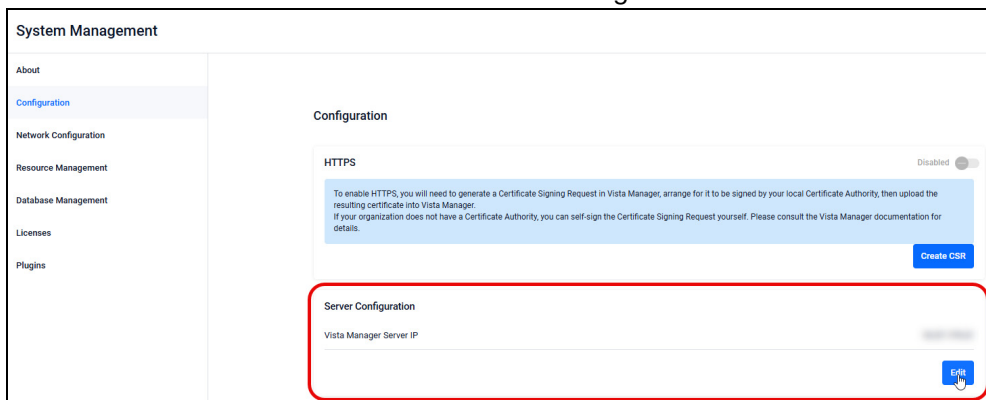 System Management
About
Configuration
Network Configuration
Resource Management
Database Management
Licenses
Plugins
Configuration
HTTPS
Disabled
To enable HTTPS, you will need to generate a Certificate Signing Request in Vista Manager, arrange for it to be signed by your local Certificate Authority, then upload the
resulting certificate into Vista Manager.
If your organization does not have a Certificate Authority, you can self-sign the Certificate Signing Request yourself. Please consult the Vista Manager documentation for
details.
Create CSR
Server Configuration
Vista Manager Server IP
Edit